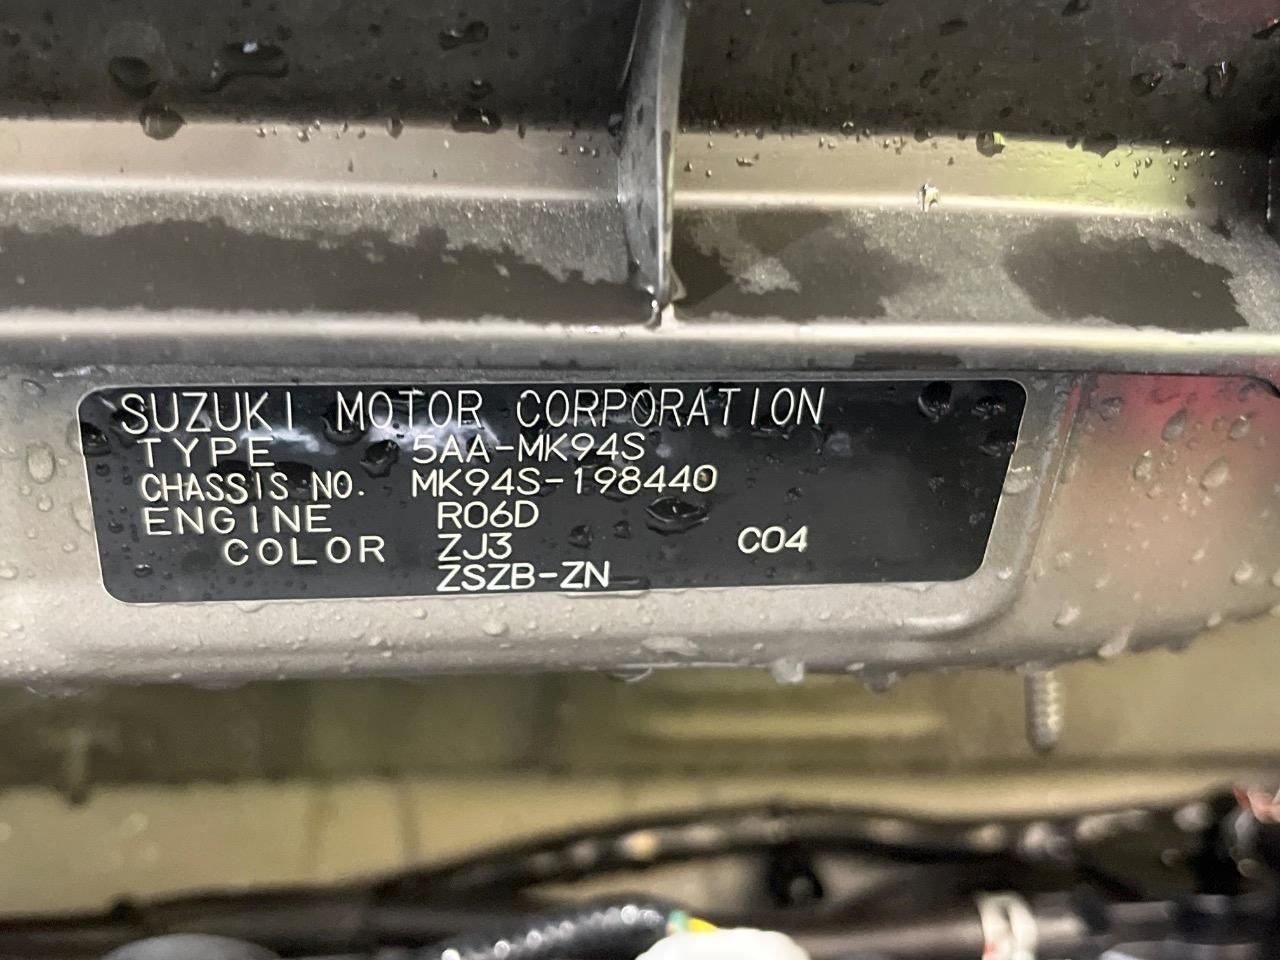 SUZUKI MOTOR CORPORATION
TYPE 5AA-MK94S
CHASSIS NO. MK94S-198440
ENGINE R06D
COLOR ZJ3 C04
ZSZB-ZN